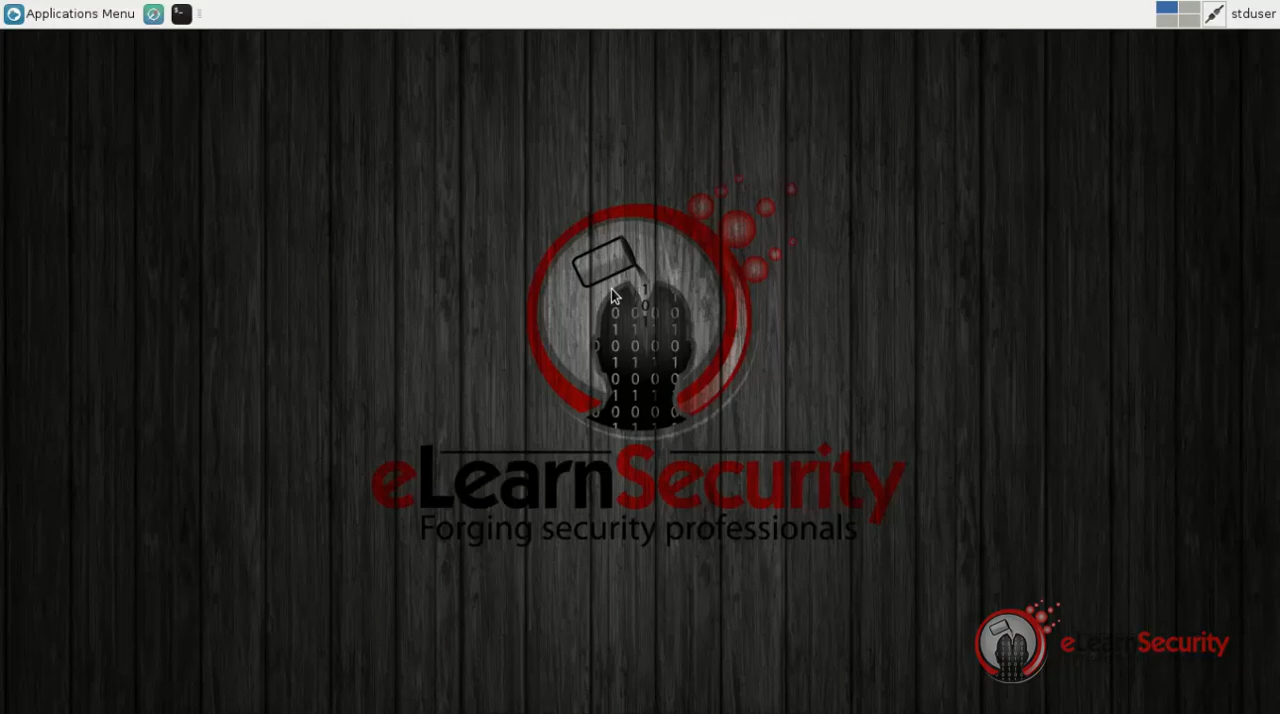 Applications Menu
stduser
eLearnSecurity
Forging security professionals
eLearnSecurity